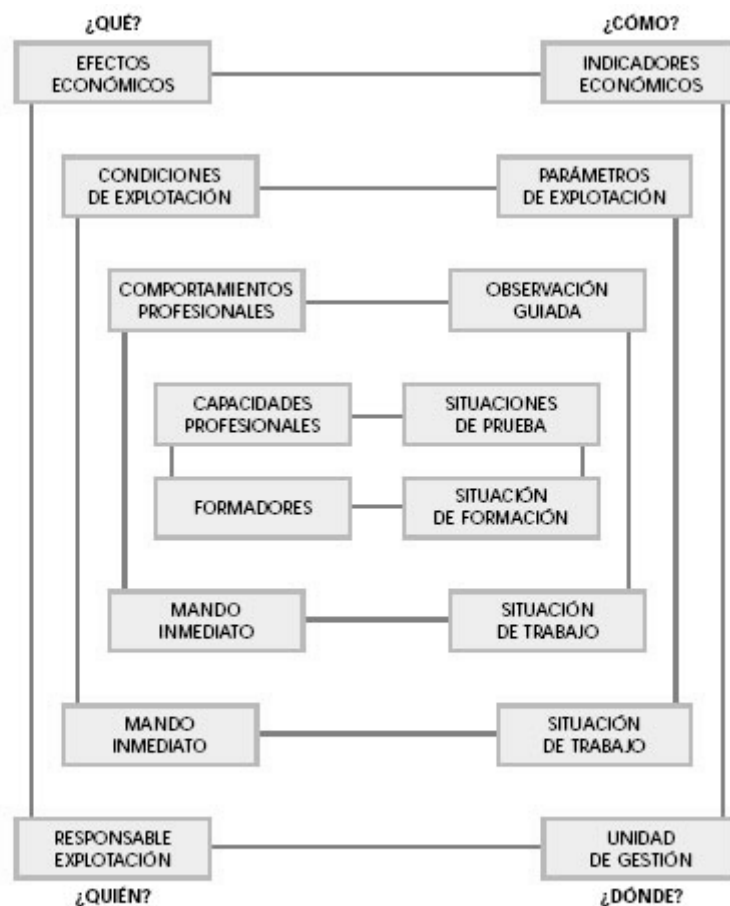 ¿QUÉ?
¿CÓMO?
EFECTOS
ECONÓMICOS
INDICADORES
ECONÓMICOS
CONDICIONES
DE EXPLOTACIÓN
PARÁMETROS
DE EXPLOTACIÓN
COMPORTAMIENTOS
PROFESIONALES
OBSERVACIÓN
GUIADA
CAPACIDADES
PROFESIONALES
SITUACIONES
DE PRUEBA
FORMADORES
SITUACIÓN
DE FORMACIÓN
MANDO
INMEDIATO
SITUACIÓN
DE TRABAJO
MANDO
INMEDIATO
SITUACIÓN
DE TRABAJO
RESPONSABLE
EXPLOTACIÓN
UNIDAD
DE GESTIÓN
¿QUIÉN?
¿DÓNDE?